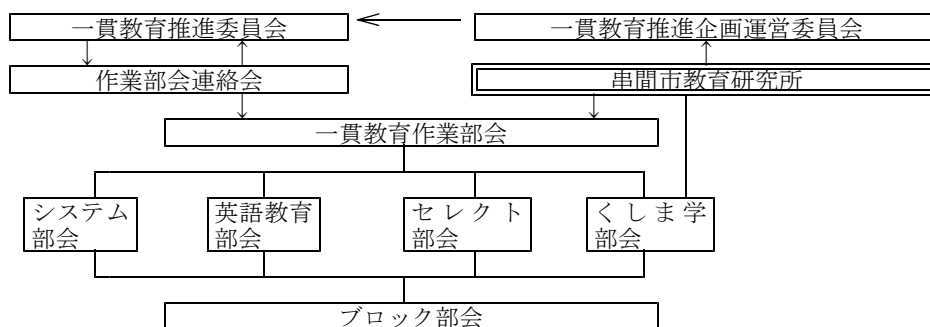 一貫教育推進委員会
一貫教育推進企画運営委員会
作業部会連絡会
串間市教育研究所
一貫教育作業部会
システム
部会
英語教育
部会
セレクト
部会
くしま学
部会
ブロック部会